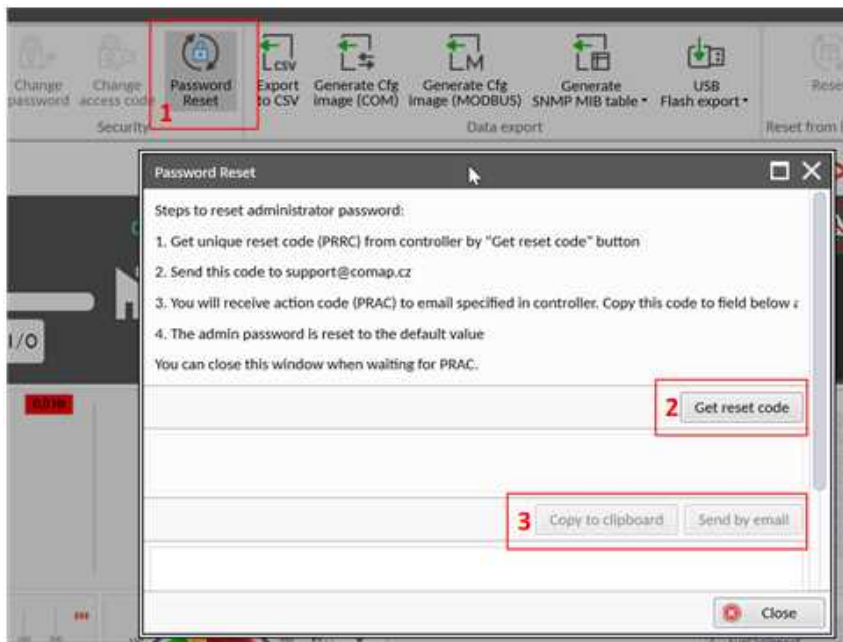 Change password
Change access code
Password Reset
1
Export to CSV
Generate Cfg image (COM)
Generate Cfg image (MODBUS)
Generate SNMP MIB table
USB Flash export
Security
Data export
Password Reset
Steps to reset administrator password:
1. Get unique reset code (PRRC) from controller by "Get reset code" button
2. Send this code to support@comap.cz
3. You will receive action code (PRAC) to email specified in controller. Copy this code to field below
4. The admin password is reset to the default value
You can close this window when waiting for PRAC.
I/O
2 Get reset code
3 Copy to clipboard Send by email
Close